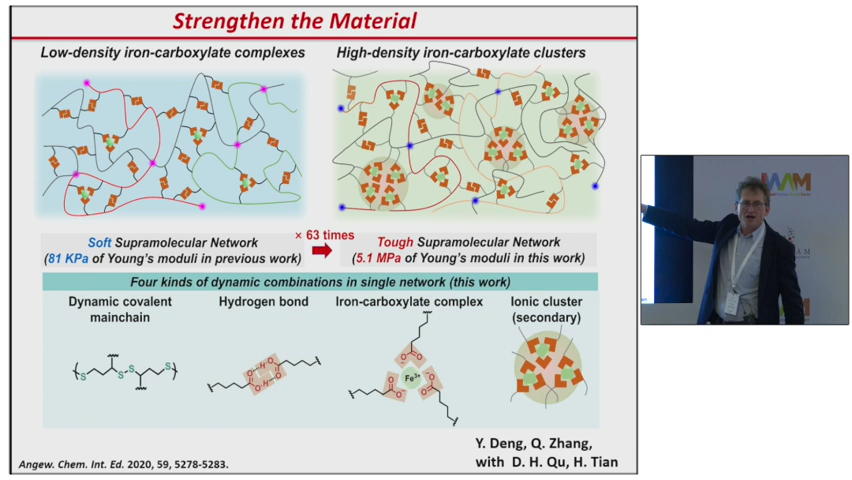 Strengthen the Material
Low-density iron-carboxylate complexes
High-density iron-carboxylate clusters
Soft Supramolecular Network
(81 KPa of Young's moduli in previous work)
× 63 times
Tough Supramolecular Network
(5.1 MPa of Young's moduli in this work)
Four kinds of dynamic combinations in single network (this work)
Dynamic covalent
mainchain
Hydrogen bond
Iron-carboxylate complex
Ionic cluster
(secondary)
S S S S
O H O
O H O
O O
Fe3+
O O O O
Y. Deng, Q. Zhang,
with D. H. Qu, H. Tian
Angew. Chem. Int. Ed. 2020, 59, 5278-5283.
WAM